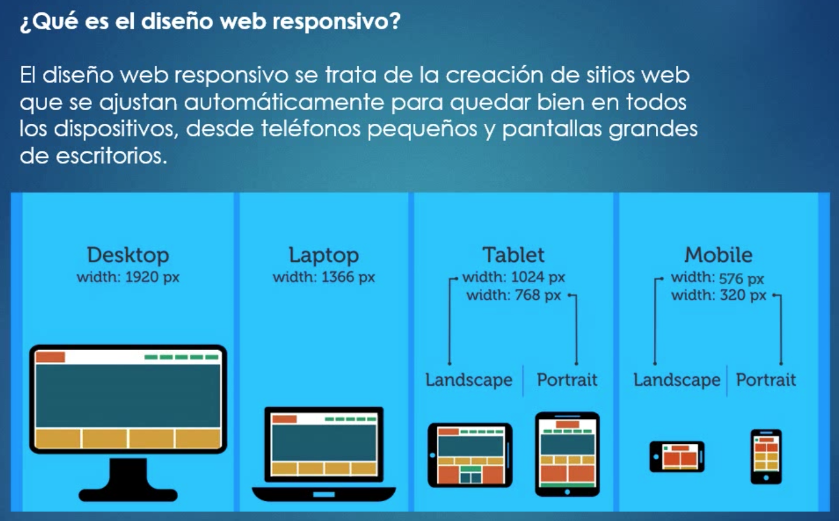 ¿Qué es el diseño web responsivo?
El diseño web responsivo se trata de la creación de sitios web
que se ajustan automáticamente para quedar bien en todos
los dispositivos, desde teléfonos pequeños y pantallas grandes
de escritorios.
Desktop
width: 1920 px
Laptop
width: 1366 px
Tablet
width: 1024 px
width: 768 px
Landscape
Portrait
Mobile
width: 576 px
width: 320 px
Landscape
Portrait